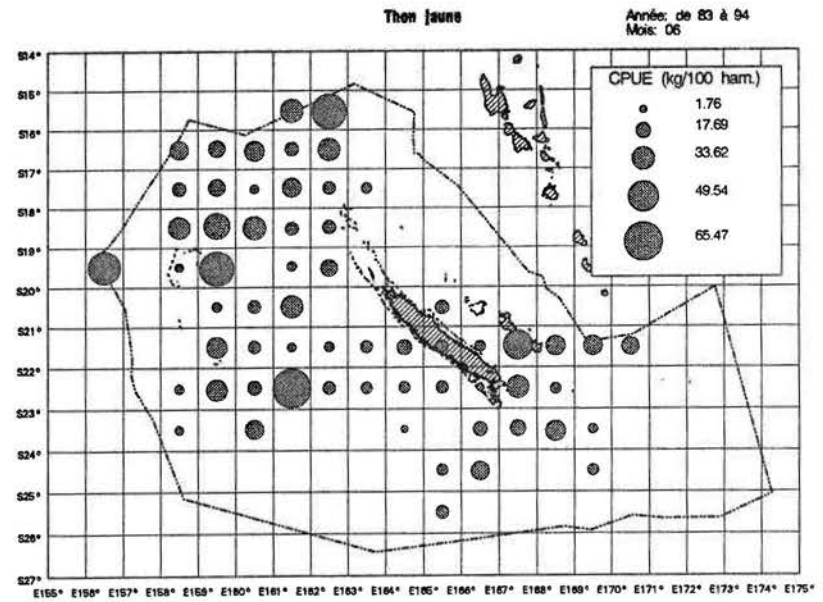 Thon jaune
Année: de 83 à 94
Mois: 06
S14°
S15°
S16°
S17°
S18°
S19°
S20°
S21°
S22°
S23°
S24°
S25°
S26°
S27°
CPUE (kg/100 ham.)
1.76
17.69
33.62
49.54
65.47
E155° E156° E157° E158° E159° E160° E161° E162° E163° E164° E165° E166° E167° E168° E169° E170° E171° E172° E173° E174° E175°